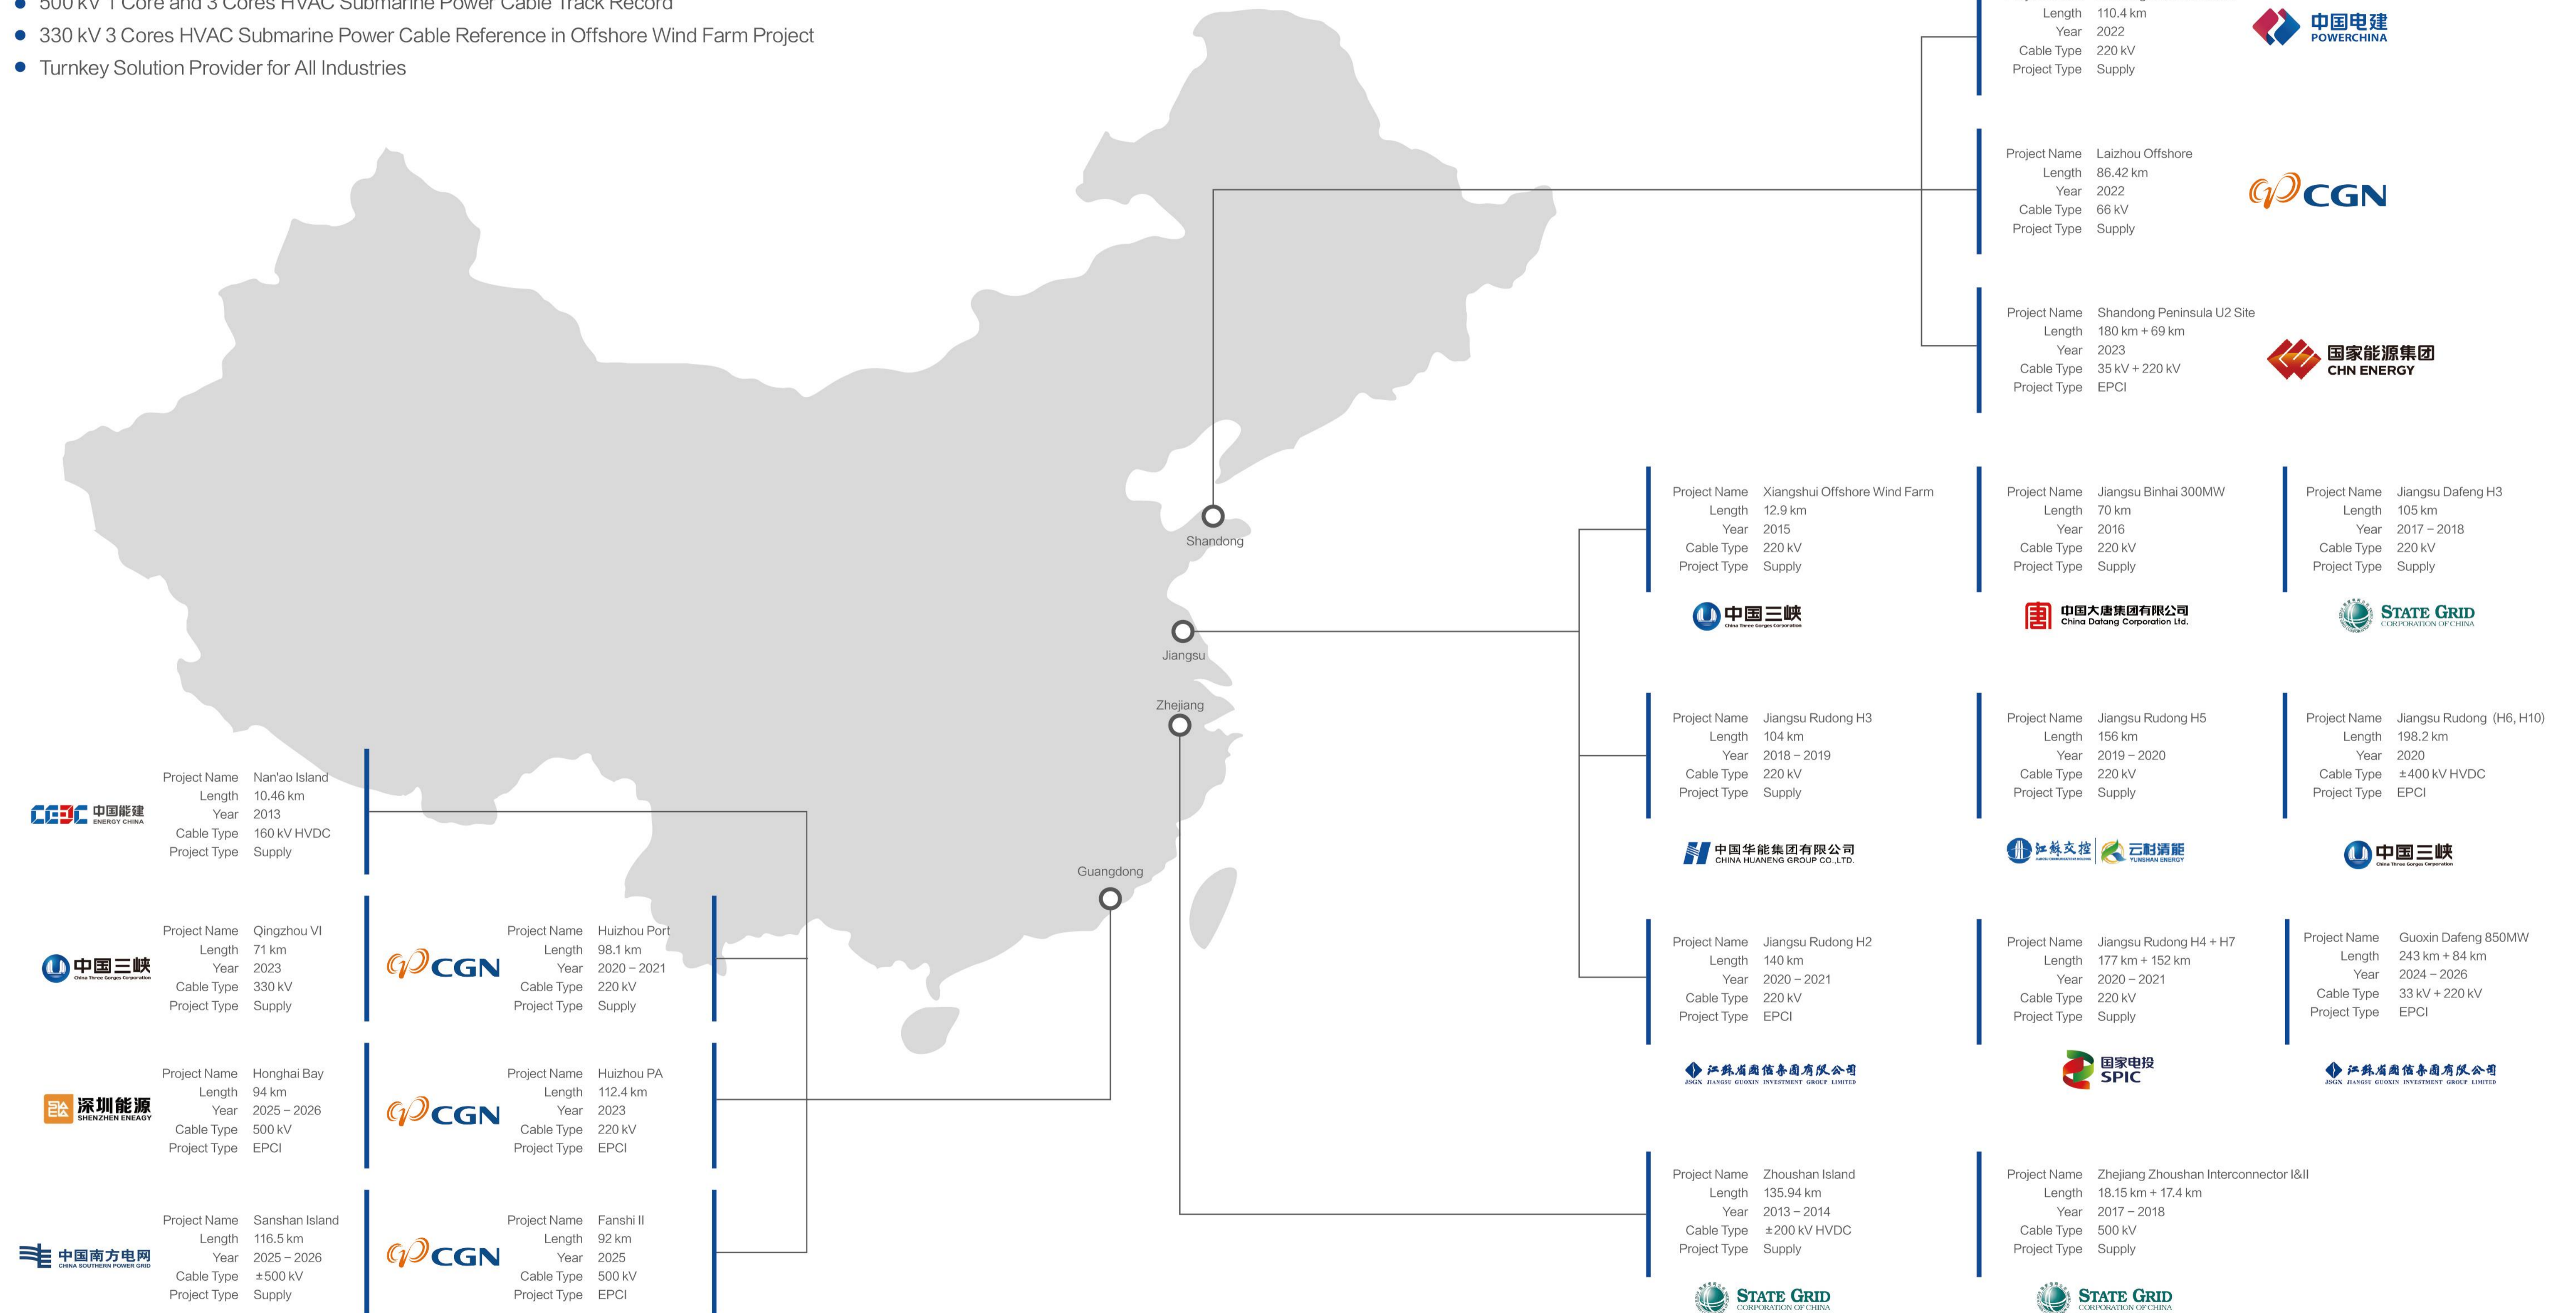 500 kV 1 Core and 3 Cores HVAC Submarine Power Cable Track Record
330 kV 3 Cores HVAC Submarine Power Cable Reference in Offshore Wind Farm Project
Turnkey Solution Provider for All Industries
Length 110.4 km
Year 2022
Cable Type 220 kV
Project Type Supply
中国电建
POWERCHINA
Project Name Laizhou Offshore
Length 86.42 km
Year 2022
Cable Type 66 kV
Project Type Supply
CGN
Project Name Shandong Peninsula U2 Site
Length 180 km + 69 km
Year 2023
Cable Type 35 kV + 220 kV
Project Type EPCI
国家能源集团
CHN ENERGY
Shandong
Jiangsu
Zhejiang
Guangdong
Project Name Xiangshui Offshore Wind Farm
Length 12.9 km
Year 2015
Cable Type 220 kV
Project Type Supply
中国三峡
China Three Gorges Corporation
Project Name Jiangsu Binhai 300MW
Length 70 km
Year 2016
Cable Type 220 kV
Project Type Supply
唐
中国大唐集团有限公司
China Datang Corporation Ltd.
Project Name Jiangsu Dafeng H3
Length 105 km
Year 2017 – 2018
Cable Type 220 kV
Project Type Supply
STATE GRID
CORPORATION OF CHINA
Project Name Jiangsu Rudong H3
Length 104 km
Year 2018 – 2019
Cable Type 220 kV
Project Type Supply
中国华能集团有限公司
CHINA HUANENG GROUP CO.,LTD.
Project Name Jiangsu Rudong H5
Length 156 km
Year 2019 – 2020
Cable Type 220 kV
Project Type Supply
江蘇交控
云杉清能
YUNSHAN ENERGY
Project Name Jiangsu Rudong (H6, H10)
Length 198.2 km
Year 2020
Cable Type ±400 kV HVDC
Project Type EPCI
中国三峡
China Three Gorges Corporation
Project Name Jiangsu Rudong H2
Length 140 km
Year 2020 – 2021
Cable Type 220 kV
Project Type EPCI
江苏省国信集团有限公司
JSGX JIANGSU GUOXIN INVESTMENT GROUP LIMITED
Project Name Jiangsu Rudong H4 + H7
Length 177 km + 152 km
Year 2020 – 2021
Cable Type 220 kV
Project Type Supply
国家电投
SPIC
Project Name Guoxin Dafeng 850MW
Length 243 km + 84 km
Year 2024 – 2026
Cable Type 33 kV + 220 kV
Project Type EPCI
江苏省国信集团有限公司
JSGX JIANGSU GUOXIN INVESTMENT GROUP LIMITED
Project Name Zhoushan Island
Length 135.94 km
Year 2013 – 2014
Cable Type ±200 kV HVDC
Project Type Supply
STATE GRID
CORPORATION OF CHINA
Project Name Zhejiang Zhoushan Interconnector I&II
Length 18.15 km + 17.4 km
Year 2017 – 2018
Cable Type 500 kV
Project Type Supply
STATE GRID
CORPORATION OF CHINA
中国能建
ENERGY CHINA
Project Name Nan'ao Island
Length 10.46 km
Year 2013
Cable Type 160 kV HVDC
Project Type Supply
中国三峡
China Three Gorges Corporation
Project Name Qingzhou VI
Length 71 km
Year 2023
Cable Type 330 kV
Project Type Supply
CGN
Project Name Huizhou Port
Length 98.1 km
Year 2020 – 2021
Cable Type 220 kV
Project Type Supply
深圳能源
SHENZHEN ENEAGY
Project Name Honghai Bay
Length 94 km
Year 2025 – 2026
Cable Type 500 kV
Project Type EPCI
CGN
Project Name Huizhou PA
Length 112.4 km
Year 2023
Cable Type 220 kV
Project Type EPCI
中国南方电网
CHINA SOUTHERN POWER GRID
Project Name Sanshan Island
Length 116.5 km
Year 2025 – 2026
Cable Type ±500 kV
Project Type Supply
CGN
Project Name Fanshi II
Length 92 km
Year 2025
Cable Type 500 kV
Project Type EPCI